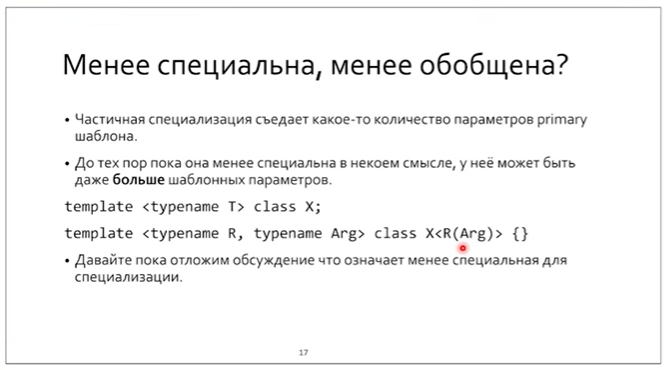 Менее специальна, менее обобщена?
• Частичная специализация съедает какое-то количество параметров primary
шаблона.
• До тех пор пока она менее специальна в некоем смысле, у неё может быть
даже больше шаблонных параметров.
template <typename T> class X;
template <typename R, typename Arg> class X<R(Arg)> {}
• Давайте пока отложим обсуждение что означает менее специальная для
специализации.
17